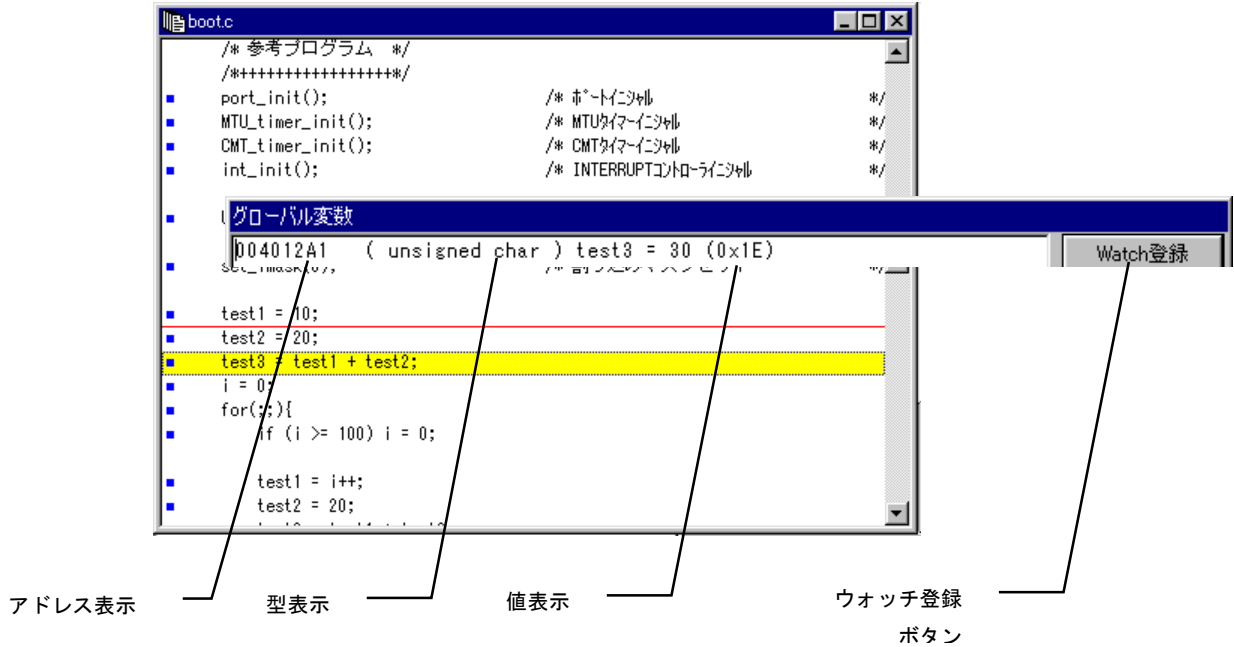 boot.c
/* 参考プログラム */
/*+++++++++++++++++*/
port_init(); /* ﾎﾟｰﾄｲﾆｼｬﾙ */
MTU_timer_init(); /* MTUﾀｲﾏｰｲﾆｼｬﾙ */
CMT_timer_init(); /* CMTﾀｲﾏｰｲﾆｼｬﾙ */
int_init(); /* INTERRUPTｺﾝﾄﾛｰﾗｲﾆｼｬﾙ */
グローバル変数
004012A1 ( unsigned char ) test3 = 30 (0x1E) Watch登録
test1 = 10;
test2 = 20;
test3 = test1 + test2;
i = 0;
for(;;){
if (i >= 100) i = 0;
test1 = i++;
test2 = 20;
アドレス表示 型表示 値表示 ウォッチ登録
ボタン